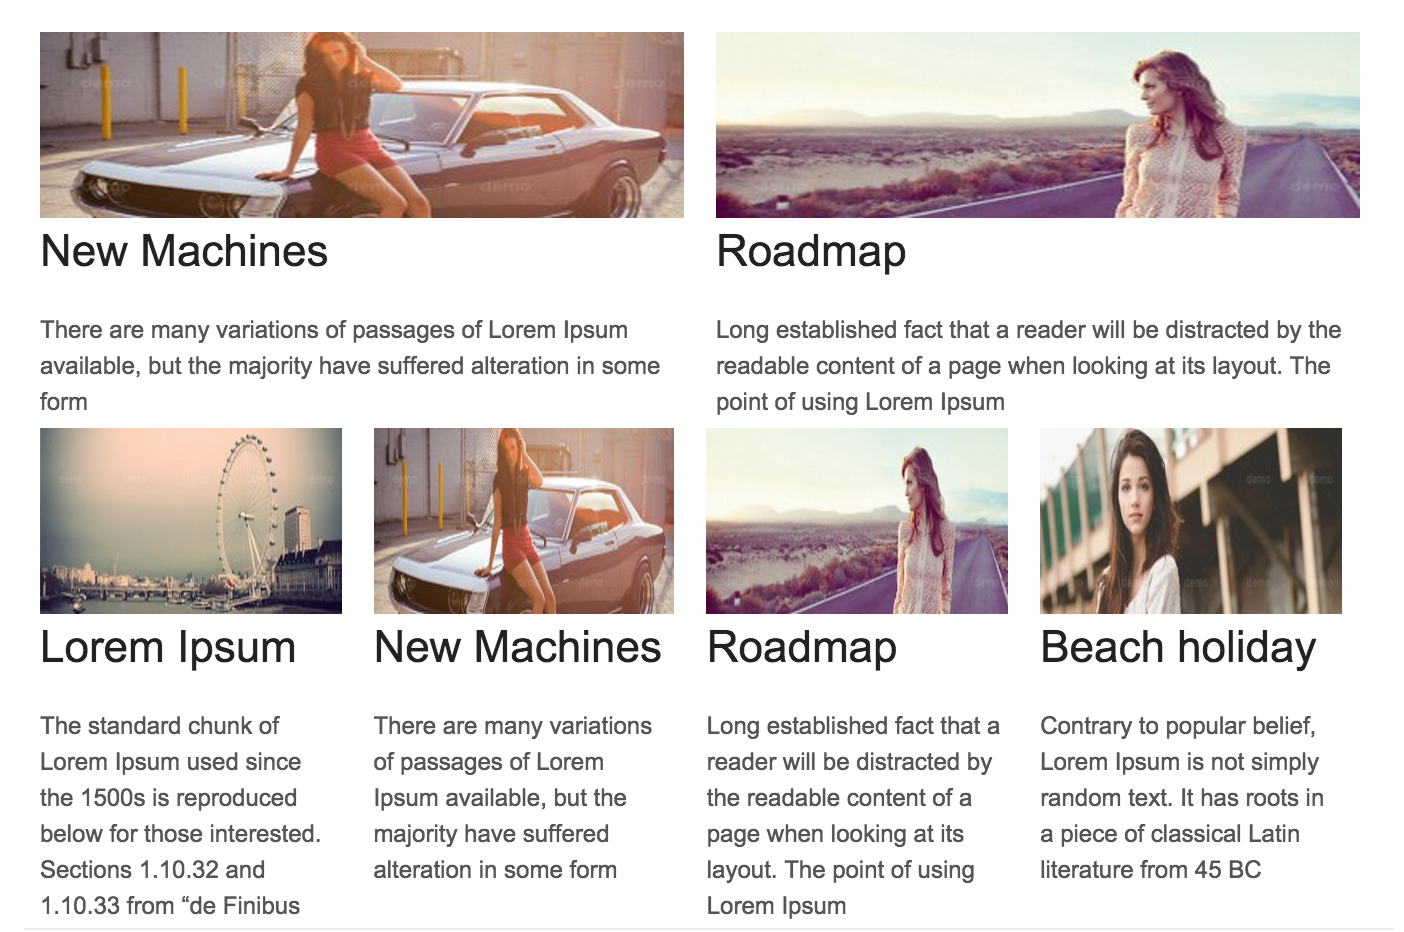 New Machines
There are many variations of passages of Lorem Ipsum
available, but the majority have suffered alteration in some
form
Roadmap
Long established fact that a reader will be distracted by the
readable content of a page when looking at its layout. The
point of using Lorem Ipsum
Lorem Ipsum
The standard chunk of
Lorem Ipsum used since
the 1500s is reproduced
below for those interested.
Sections 1.10.32 and
1.10.33 from “de Finibus
New Machines
There are many variations
of passages of Lorem
Ipsum available, but the
majority have suffered
alteration in some form
Roadmap
Long established fact that a
reader will be distracted by
the readable content of a
page when looking at its
layout. The point of using
Lorem Ipsum
Beach holiday
Contrary to popular belief,
Lorem Ipsum is not simply
random text. It has roots in
a piece of classical Latin
literature from 45 BC